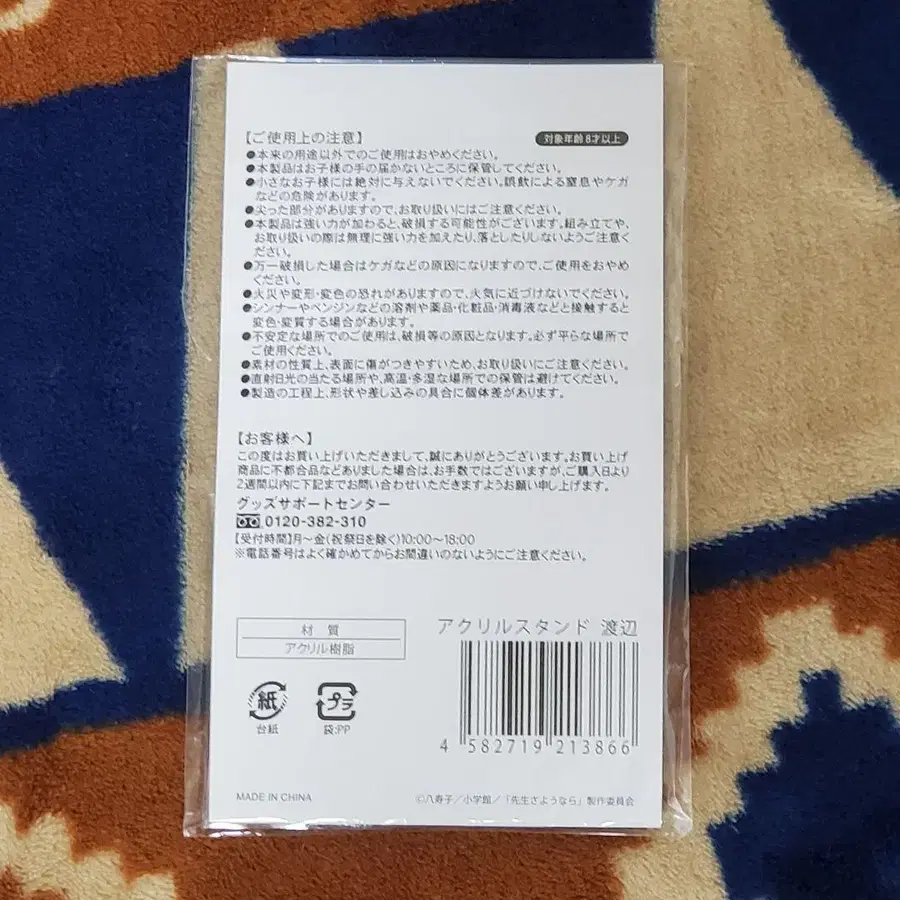 【ご使用上の注意】
対象年齢8才以上
●本来の用途以外でのご使用はおやめください。
●本製品はお子様の手の届かないところに保管してください。
●小さなお子様には絶対に与えないでください。誤飲による窒息やケガ
などの危険があります。
●尖った部分がありますので、お取り扱いにはご注意ください。
●本製品は強い力が加わると、破損する可能性がございます。組み立てや、
お取り扱いの際は無理に強い力を加えたり、落としたりしないようご注意く
ださい。
●万一破損した場合はケガなどの原因になりますので、ご使用をおやめ
ください。
●火災や変形・変色の恐れがありますので、火気に近づけないでください。
●シンナーやベンジンなどの溶剤や薬品・化粧品・消毒液などと接触すると
変色・変質する場合があります。
●不安定な場所でのご使用は、破損等の原因となります。必ず平らな場所で
ご使用ください。
●素材の性質上、表面に傷がつきやすいため、お取り扱いにご注意ください。
●直射日光の当たる場所や、高温・多湿な場所での保管は避けてください。
●製造の工程上、形状や差し込みの具合に個体差があります。
【お客様へ】
この度はお買い上げいただきまして、誠にありがとうございます。お買い上げ
商品に不都合品などありました場合は、お手数ではございますが、ご購入日より
2週間以内に下記までお問い合わせいただきますようお願い申し上げます。
グッズサポートセンター
0120-382-310
【受付時間】月〜金(祝祭日を除く)10:00〜18:00
※電話番号はよく確かめてからお間違いのないようにご注意ください。
材 質
アクリル樹脂
アクリルスタンド 渡辺
紙
台紙
プラ
袋:PP
4 582719 213866
MADE IN CHINA
©八寿子/小学館/「先生さようなら」製作委員会